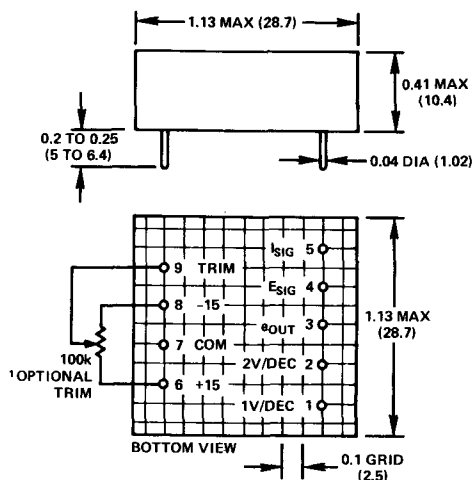 1.13 MAX (28.7)
0.41 MAX
(10.4)
0.2 TO 0.25
(5 TO 6.4)
0.04 DIA (1.02)
I_SIG 5
9 TRIM
E_SIG 4
8 -15
e_OUT 3
1.13 MAX
(28.7)
7 COM
2V/DEC 2
100k
¹OPTIONAL
TRIM
6 +15
1V/DEC 1
BOTTOM VIEW
0.1 GRID
(2.5)